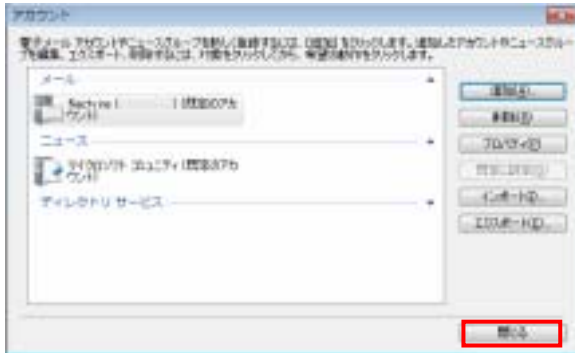 アカウント
電子メール アカウントやニュースグループを新しく登録するには、[追加] をクリックします。追加したアカウントやニュースグループを編集、エクスポート、削除するには、対象をクリックしてから、希望の動作をクリックします。
メール
追加(A)...
(既定のアカウント)
削除(R)
ニュース
プロパティ(P)
マイクロソフト コミュニティ (既定のアカウント)
ディレクトリ サービス
インポート(I)...
エクスポート(E)...
閉じる